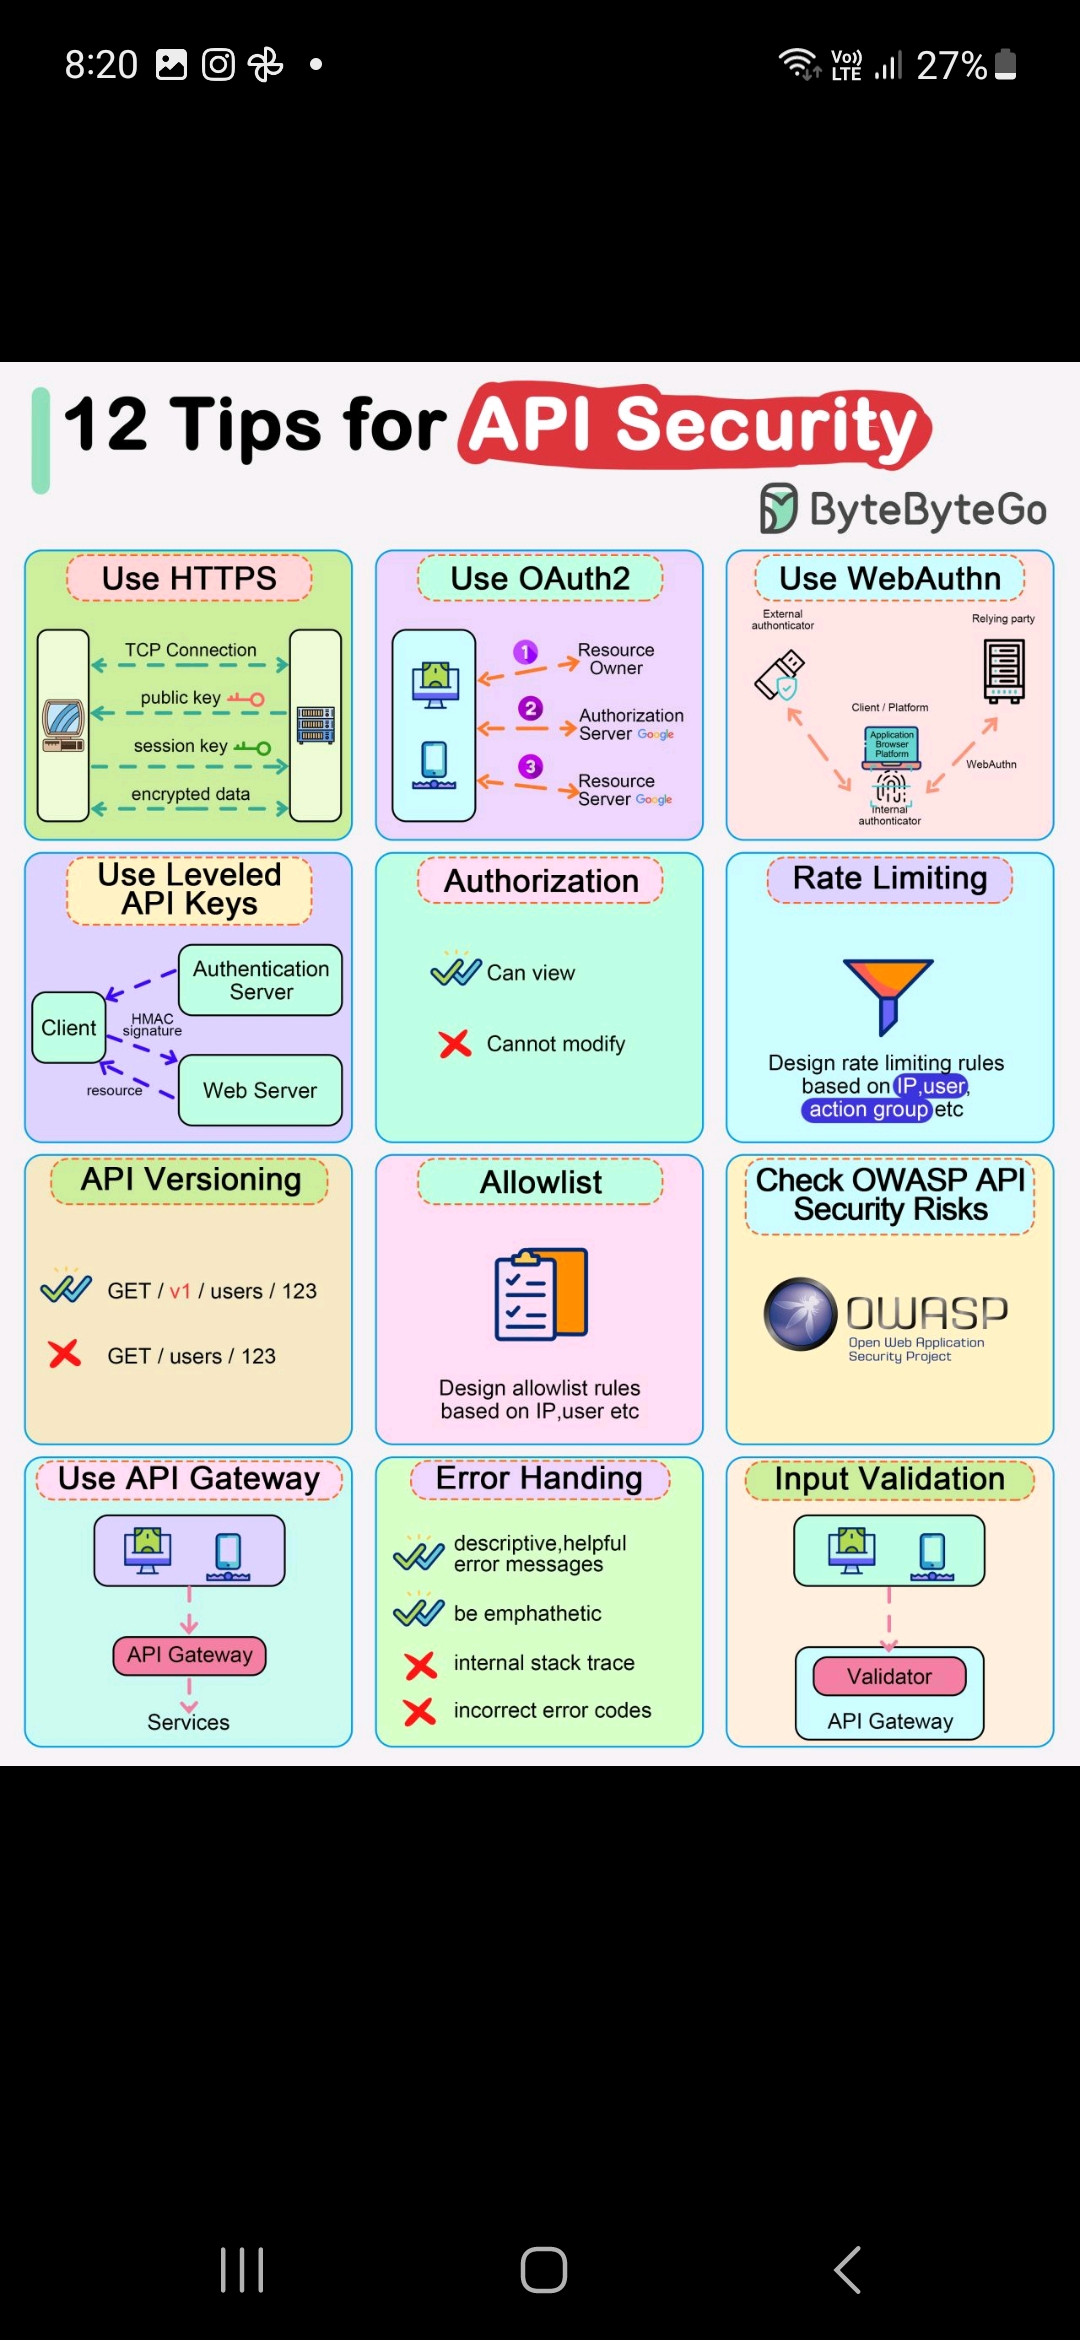 8:20
Vo))
LTE
27%
12 Tips for API Security
ByteByteGo
Use HTTPS
TCP Connection
public key
session key
encrypted data
Use OAuth2
1
Resource
Owner
2
Authorization
Server Google
3
Resource
Server Google
Use WebAuthn
External
authonticator
Relying party
Client / Platform
Application
Browser
Platform
WebAuthn
Internal
authonticator
Use Leveled
API Keys
Authentication
Server
Client
HMAC
signature
resource
Web Server
Authorization
Can view
Cannot modify
Rate Limiting
Design rate limiting rules
based on IP,user,
action group etc
API Versioning
GET / v1 / users / 123
GET / users / 123
Allowlist
Design allowlist rules
based on IP,user etc
Check OWASP API
Security Risks
OWASP
Open Web Application
Security Project
Use API Gateway
API Gateway
Services
Error Handing
descriptive,helpful
error messages
be emphathetic
internal stack trace
incorrect error codes
Input Validation
Validator
API Gateway